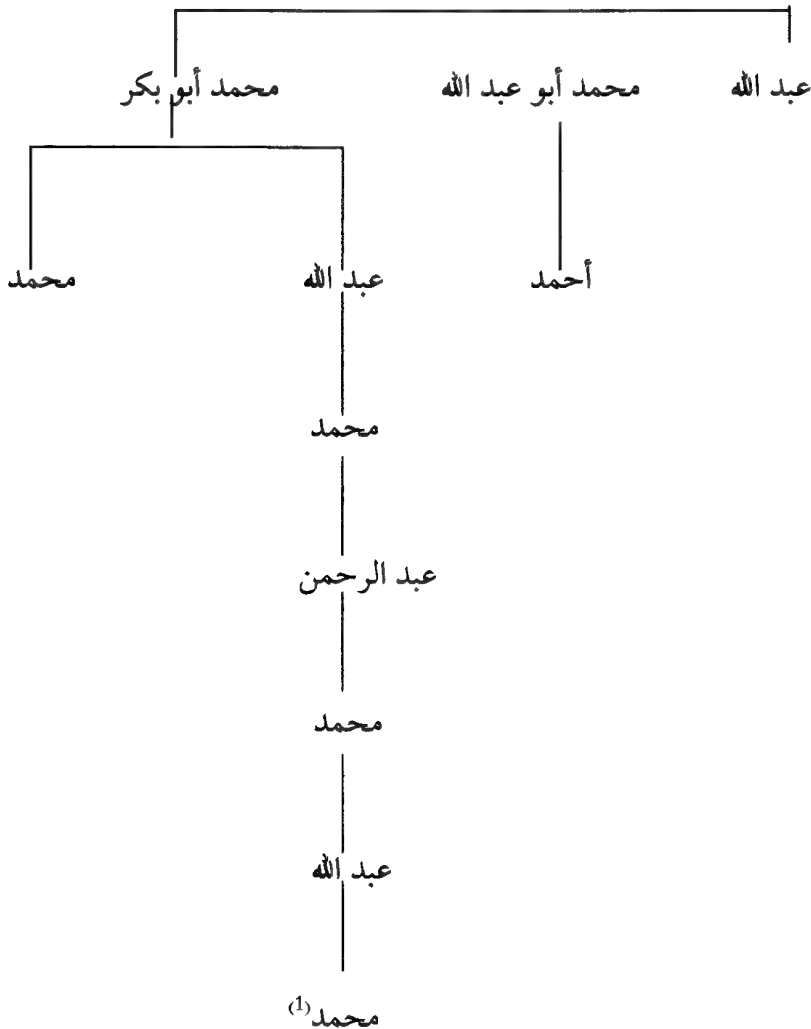 عبد الله محمد أبو عبد الله محمد أبو بكر
أحمد عبد الله محمد
محمد
عبد الرحمن
محمد
عبد الله
محمد(1)